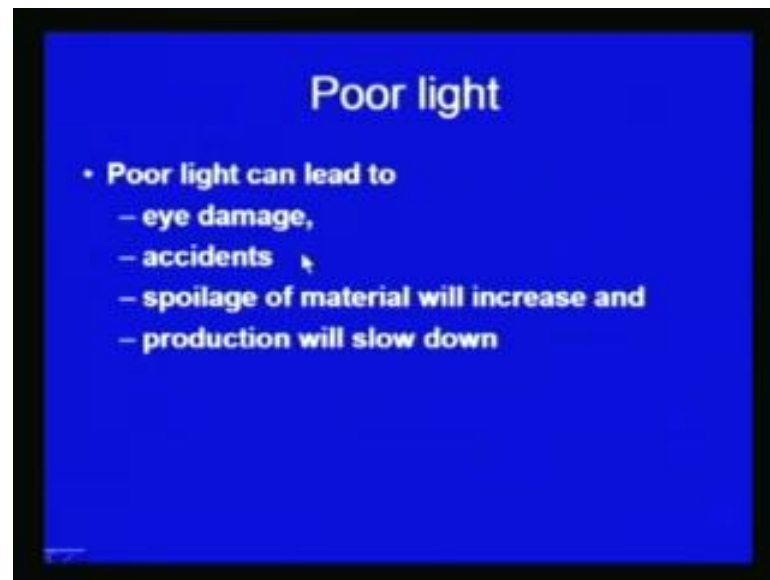 Poor light
• Poor light can lead to
– eye damage,
– accidents
– spoilage of material will increase and
– production will slow down